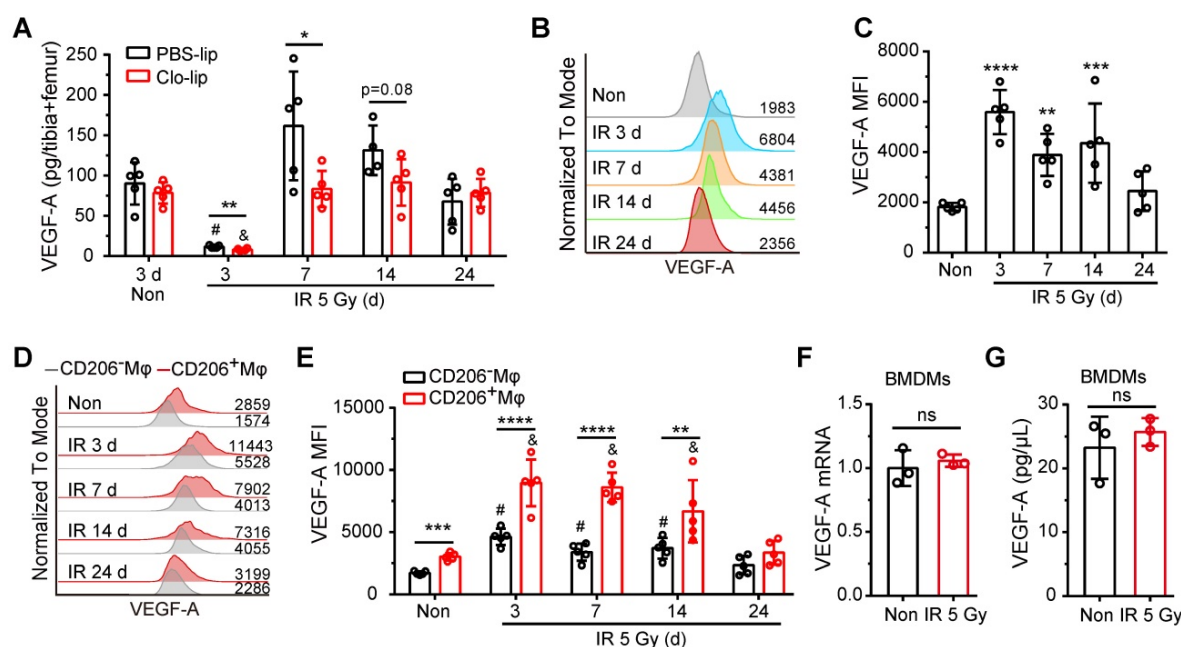 A
VEGF-A (pg/tibia+femur)
250
200
150
100
50
0
PBS-lip
Clo-lip
*
p=0.08
**
#
&
3 d
Non
3
7
14
24
IR 5 Gy (d)
B
Normalized To Mode
Non
1983
IR 3 d
6804
IR 7 d
4381
IR 14 d
4456
IR 24 d
2356
VEGF-A
C
VEGF-A MFI
8000
6000
4000
2000
0
****
**
***
Non
3
7
14
24
IR 5 Gy (d)
D
CD206⁻Mφ
CD206⁺Mφ
Normalized To Mode
Non
2859
1574
IR 3 d
11443
5528
IR 7 d
7902
4013
IR 14 d
7316
4055
IR 24 d
3199
2286
VEGF-A
E
VEGF-A MFI
15000
10000
5000
0
CD206⁻Mφ
CD206⁺Mφ
***
****
&
#
****
&
#
**
&
#
Non
3
7
14
24
IR 5 Gy (d)
F
BMDMs
ns
VEGF-A mRNA
1.5
1.0
0.5
0.0
Non IR 5 Gy
G
BMDMs
ns
VEGF-A (pg/μL)
30
20
10
0
Non IR 5 Gy